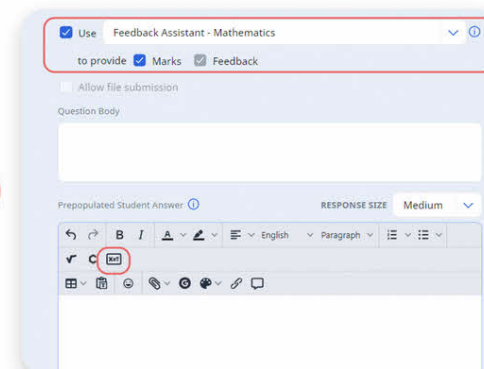 Use Feedback Assistant - Mathematics
to provide Marks Feedback
Allow file submission
Question Body
Prepopulated Student Answer RESPONSE SIZE Medium
B I A English Paragraph
C
G